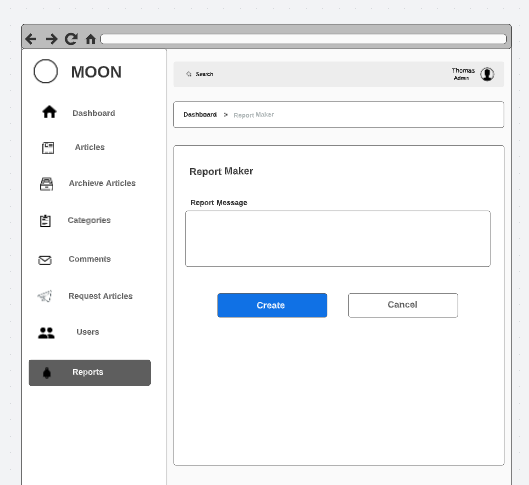 MOON
Search
Thomas
Admin
Dashboard
Articles
Archieve Articles
Categories
Comments
Request Articles
Users
Reports
Dashboard > Report Maker
Report Maker
Report Message
Create
Cancel